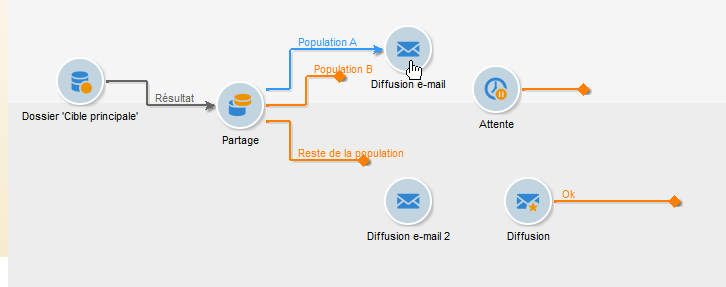 Population A
Population B
Diffusion e-mail
Résultat
Dossier 'Cible principale'
Partage
Attente
Reste de la population
Ok
Diffusion e-mail 2
Diffusion